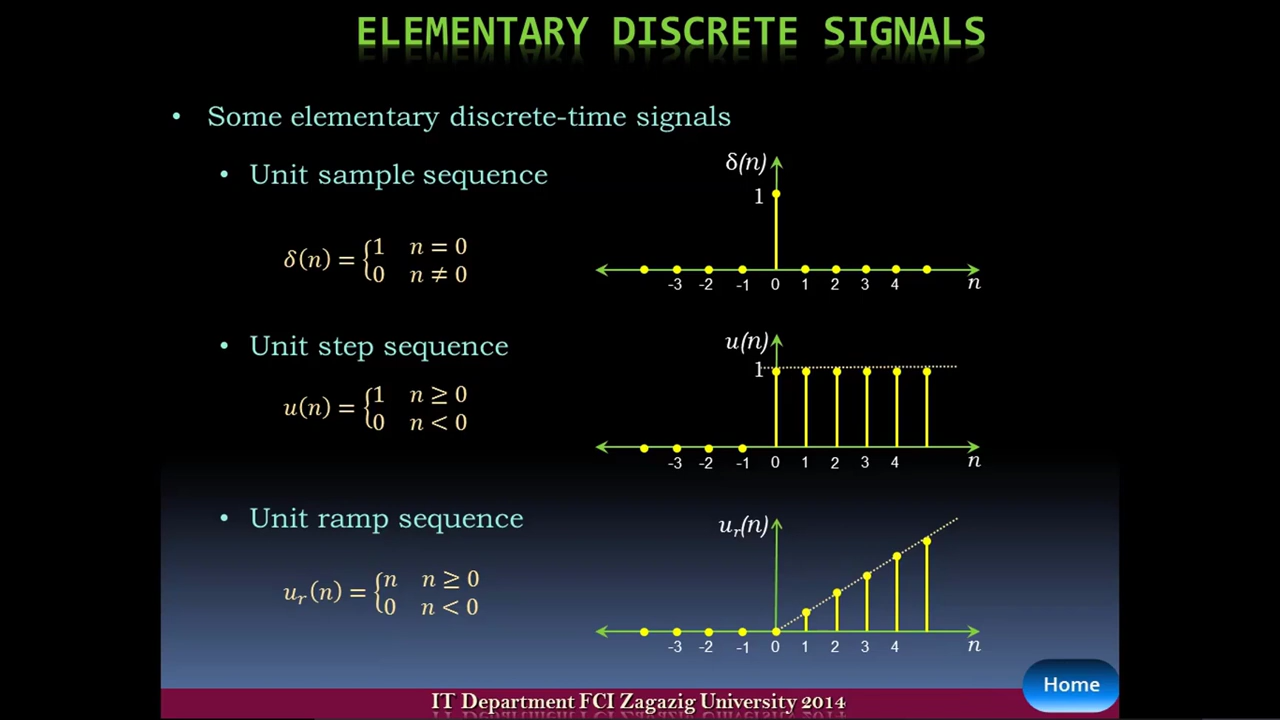 ELEMENTARY DISCRETE SIGNALS
• Some elementary discrete-time signals
• Unit sample sequence
δ(n) = {1 n = 0
0 n ≠ 0
δ(n)
1
-3 -2 -1 0 1 2 3 4 n
• Unit step sequence
u(n) = {1 n ≥ 0
0 n < 0
u(n)
1
-3 -2 -1 0 1 2 3 4 n
• Unit ramp sequence
uᵣ(n) = {n n ≥ 0
0 n < 0
uᵣ(n)
-3 -2 -1 0 1 2 3 4 n
Home
IT Department FCI Zagazig University 2014